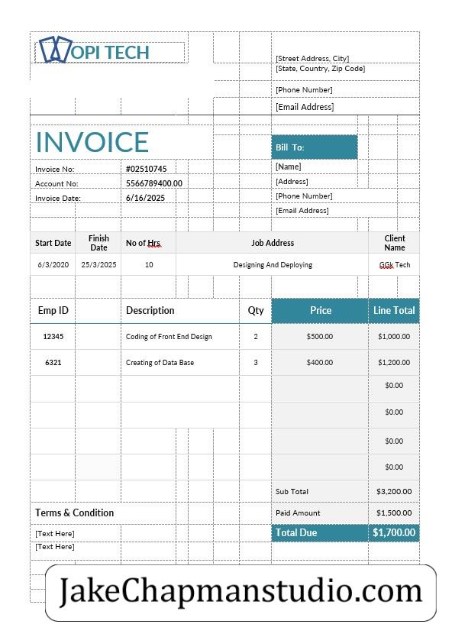 WOPI TECH
[Street Address, City]
[State, Country, Zip Code]
[Phone Number]
[Email Address]
INVOICE
Bill To:
Invoice No: #02510745
[Name]
Account No: 5566789400.00
[Address]
Invoice Date: 6/16/2025
[Phone Number]
[Email Address]
Start Date Finish Date No of Hrs Job Address Client Name
6/3/2020 25/3/2025 10 Designing And Deploying GGk Tech
Emp ID Description Qty Price Line Total
12345 Coding of Front End Design 2 $500.00 $1,000.00
6321 Creating of Data Base 3 $400.00 $1,200.00
$0.00
$0.00
$0.00
$0.00
Sub Total $3,200.00
Terms & Condition Paid Amount $1,500.00
[Text Here] Total Due $1,700.00
[Text Here]
JakeChapmanstudio.com